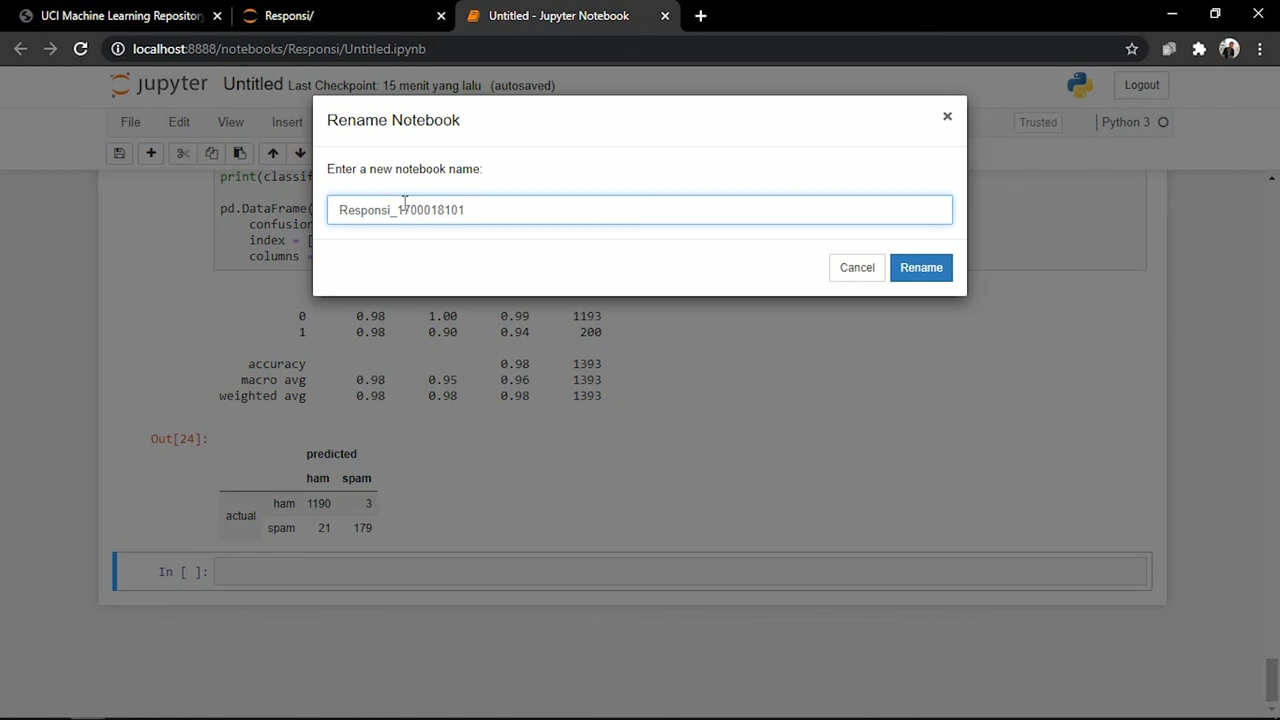 UCI Machine Learning Repository
Responsi/
Untitled - Jupyter Notebook
localhost:8888/notebooks/Responsi/Untitled.ipynb
jupyter Untitled Last Checkpoint: 15 menit yang lalu (autosaved)
Logout
File Edit View Insert
Trusted
Python 3
Rename Notebook
×
Enter a new notebook name:
Responsi_1700018101
Cancel Rename
print(classif
pd.DataFrame(
confusion
index = [
columns =
0 0.98 1.00 0.99 1193
1 0.98 0.90 0.94 200
accuracy 0.98 1393
macro avg 0.98 0.95 0.96 1393
weighted avg 0.98 0.98 0.98 1393
Out[24]:
predicted
ham spam
actual ham 1190 3
spam 21 179
In [ ]: